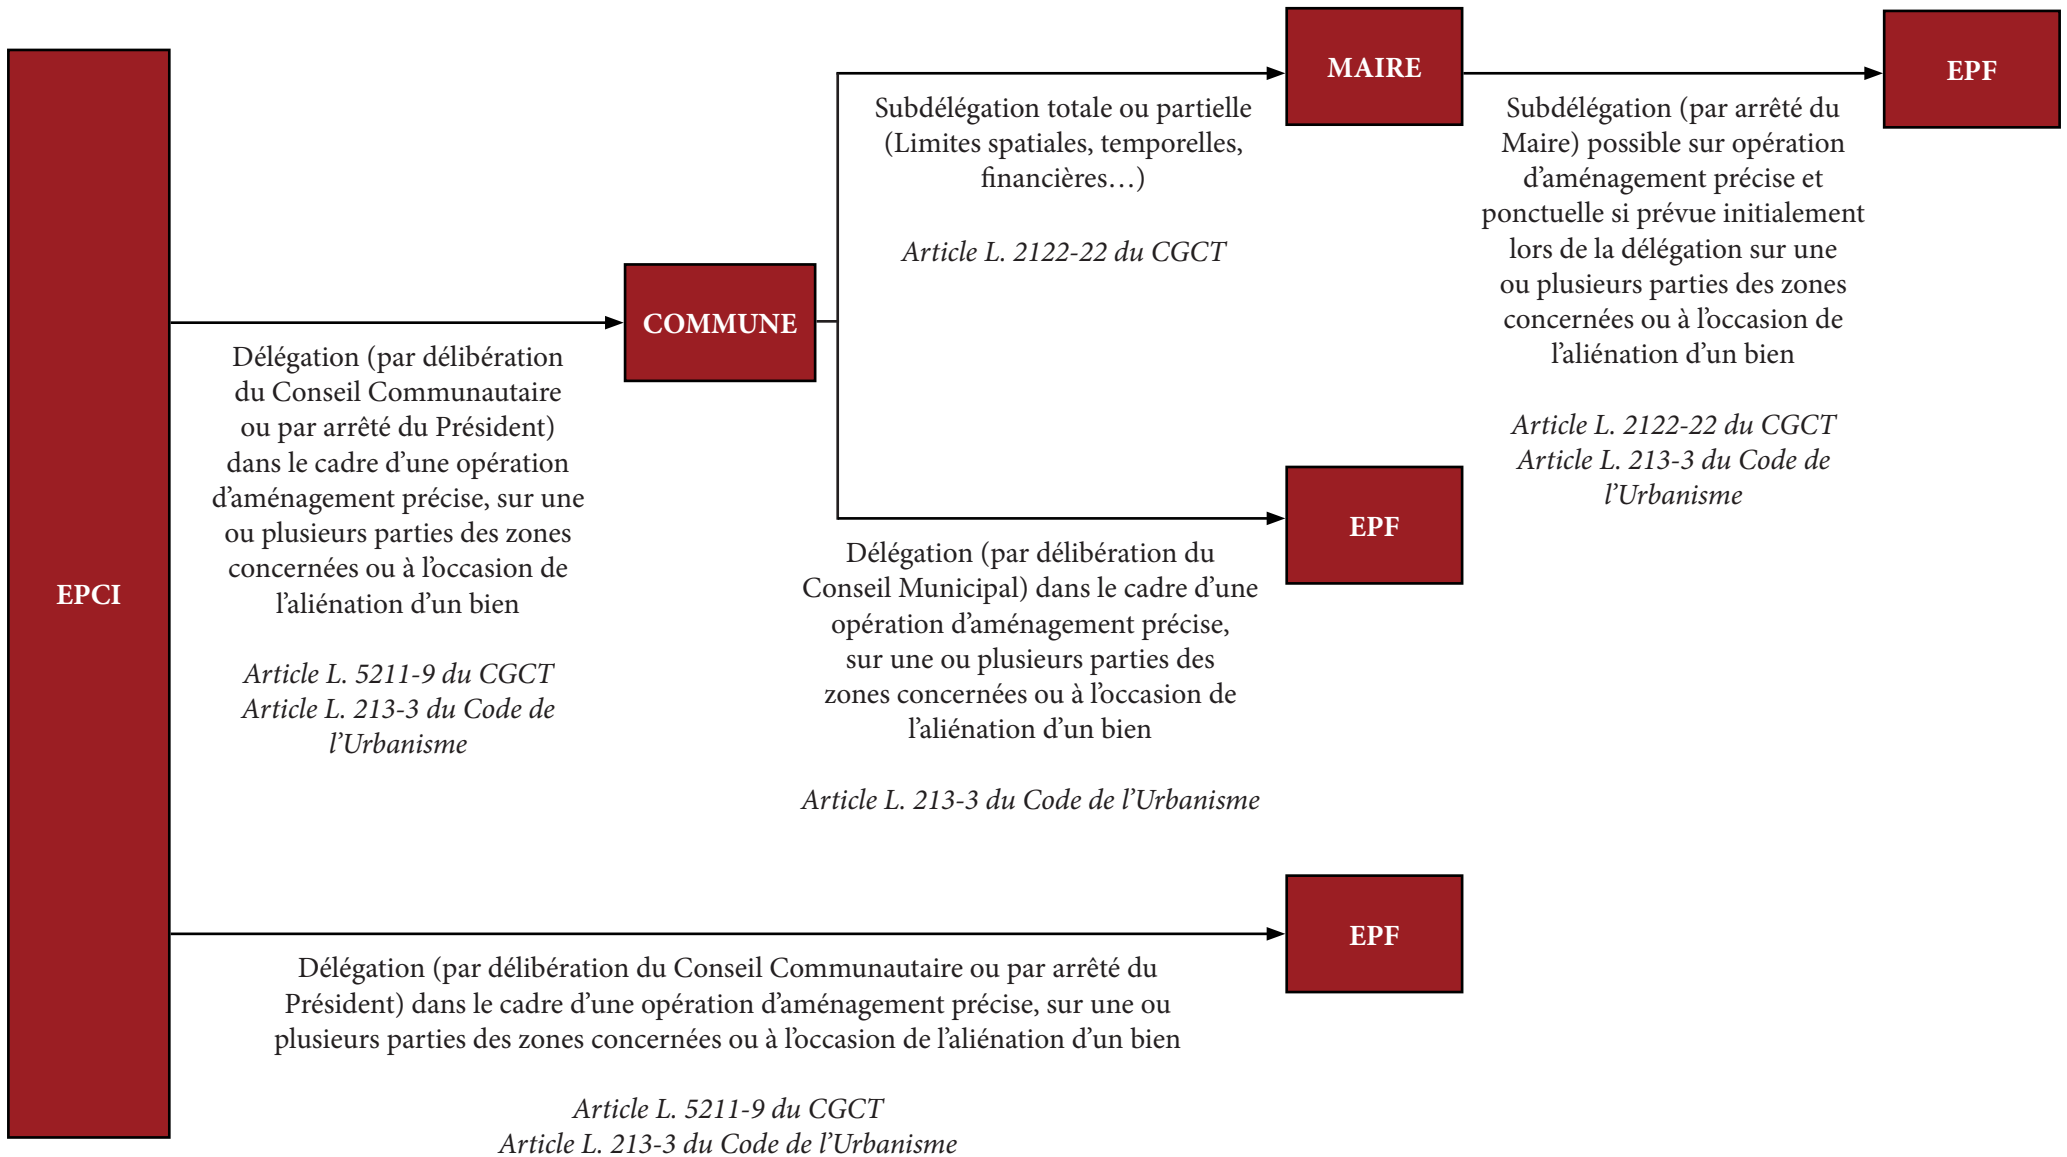 EPCI
Délégation (par délibération
du Conseil Communautaire
ou par arrêté du Président)
dans le cadre d’une opération
d’aménagement précise, sur une
ou plusieurs parties des zones
concernées ou à l’occasion de
l’aliénation d’un bien
Article L. 5211-9 du CGCT
Article L. 213-3 du Code de
l’Urbanisme
COMMUNE
Subdélégation totale ou partielle
(Limites spatiales, temporelles,
financières…)
Article L. 2122-22 du CGCT
MAIRE
Subdélégation (par arrêté du
Maire) possible sur opération
d’aménagement précise et
ponctuelle si prévue initialement
lors de la délégation sur une
ou plusieurs parties des zones
concernées ou à l’occasion de
l’aliénation d’un bien
Article L. 2122-22 du CGCT
Article L. 213-3 du Code de
l’Urbanisme
EPF
Délégation (par délibération du
Conseil Municipal) dans le cadre d’une
opération d’aménagement précise,
sur une ou plusieurs parties des
zones concernées ou à l’occasion de
l’aliénation d’un bien
Article L. 213-3 du Code de l’Urbanisme
EPF
Délégation (par délibération du Conseil Communautaire ou par arrêté du
Président) dans le cadre d’une opération d’aménagement précise, sur une ou
plusieurs parties des zones concernées ou à l’occasion de l’aliénation d’un bien
Article L. 5211-9 du CGCT
Article L. 213-3 du Code de l’Urbanisme
EPF